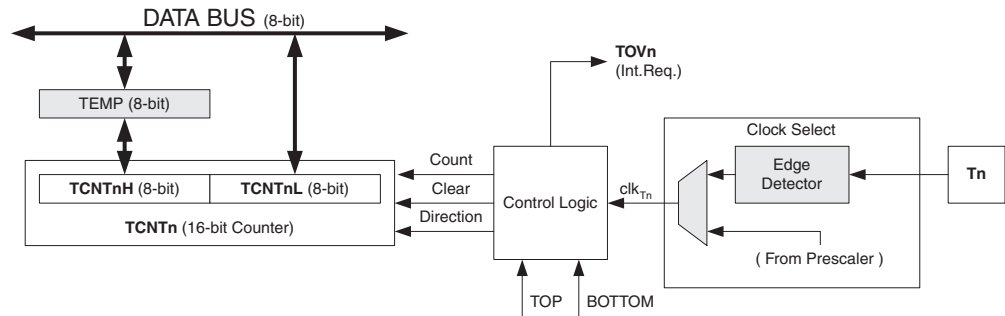 DATA BUS (8-bit)
TOVn
(Int.Req.)
TEMP (8-bit)
Clock Select
Count
Edge
Detector
Tn
TCNTnH (8-bit)
TCNTnL (8-bit)
Clear
Control Logic
clkTn
Direction
TCNTn (16-bit Counter)
( From Prescaler )
TOP
BOTTOM